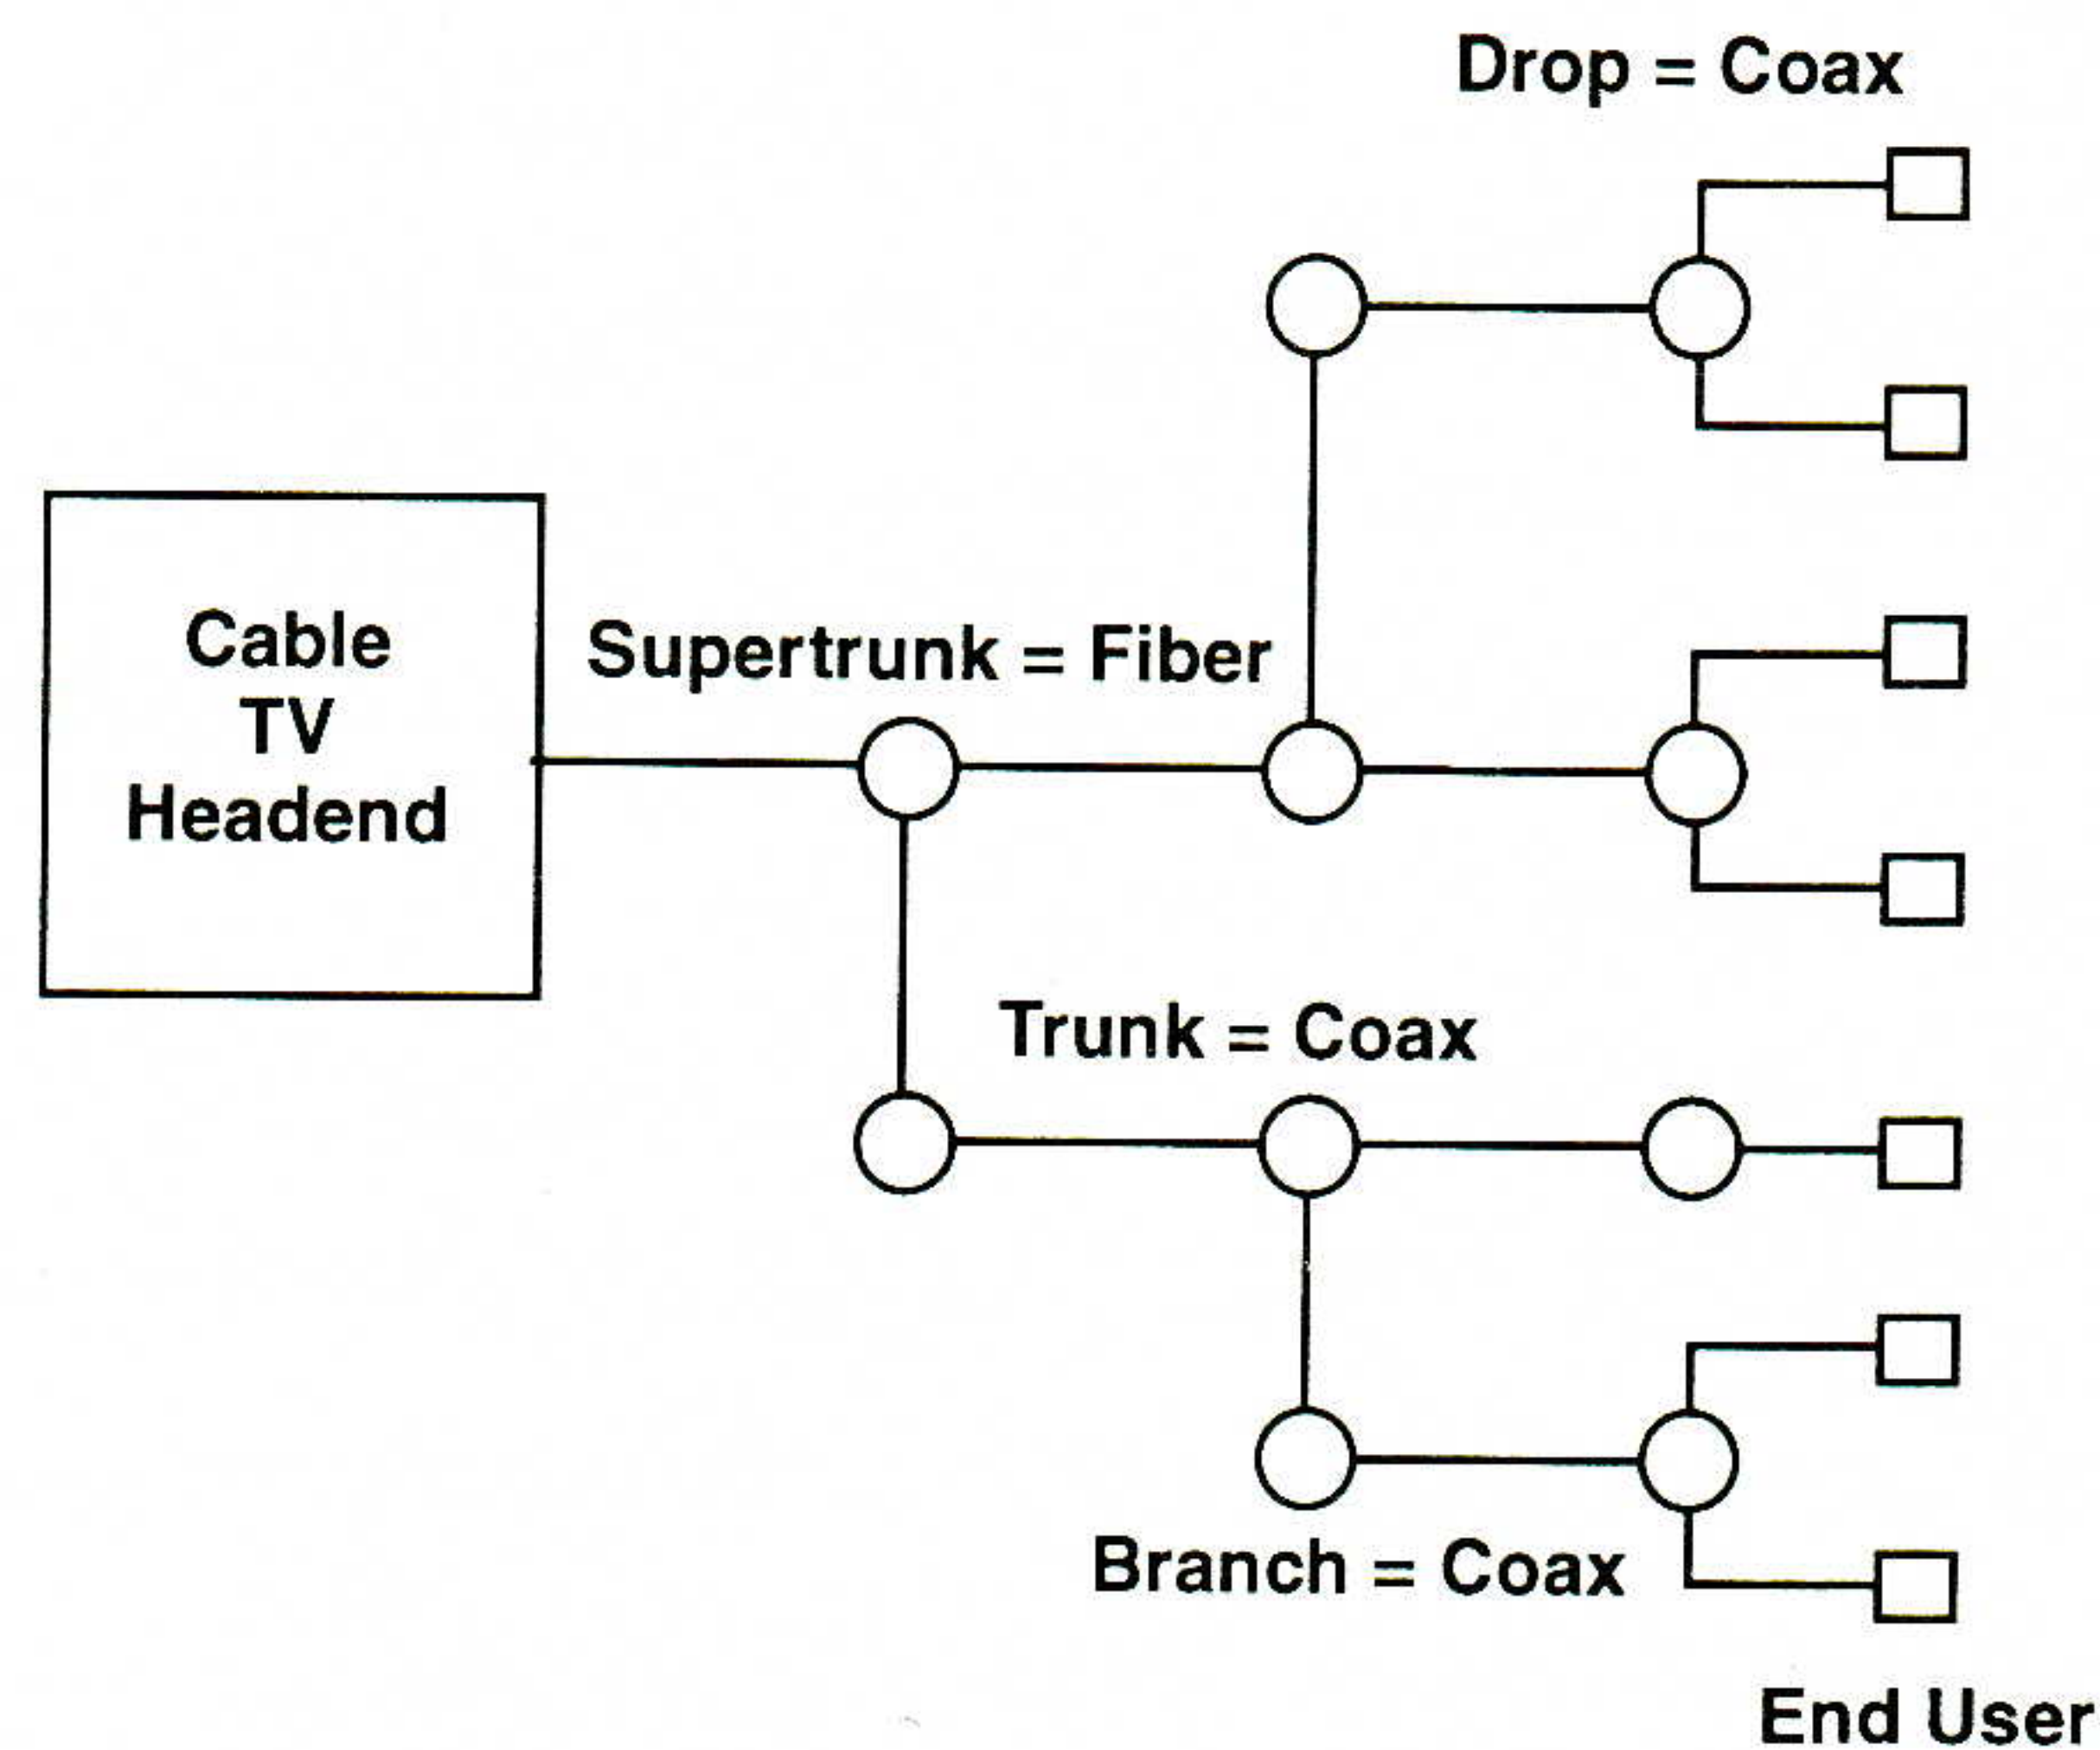 Drop = Coax
Cable
TV
Headend
Supertrunk = Fiber
Trunk = Coax
Branch = Coax
End User